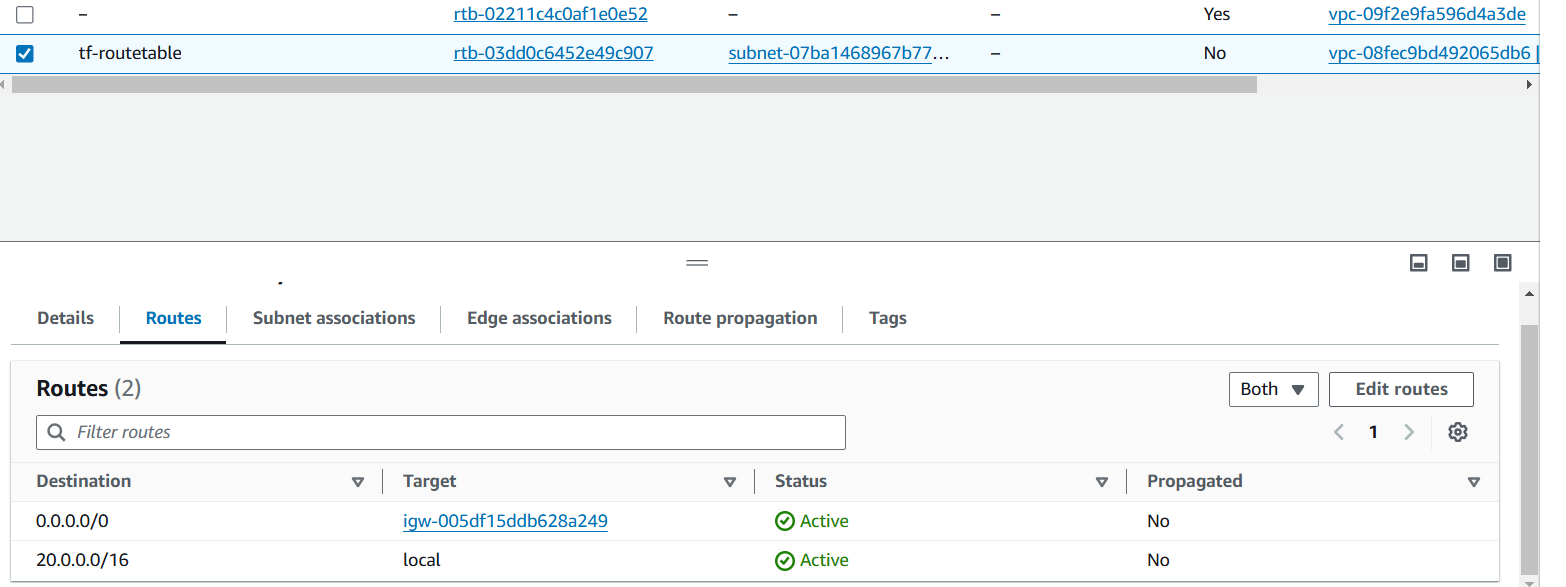 – rtb-02211c4c0af1e0e52 – – Yes vpc-09f2e9fa596d4a3de
tf-routetable rtb-03dd0c6452e49c907 subnet-07ba1468967b77… – No vpc-08fec9bd492065db6 |
Details Routes Subnet associations Edge associations Route propagation Tags
Routes (2) Both Edit routes
Filter routes 1
Destination Target Status Propagated
0.0.0.0/0 igw-005df15ddb628a249 Active No
20.0.0.0/16 local Active No